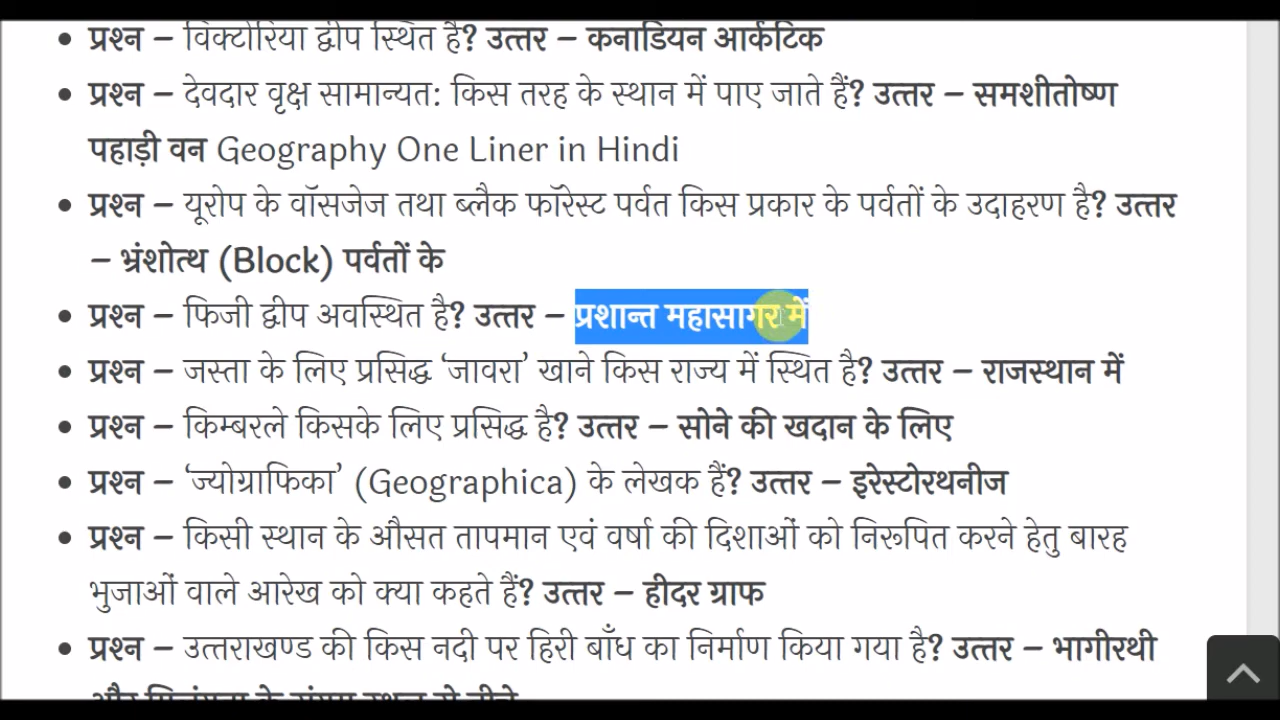 प्रश्न – विक्टोरिया द्वीप स्थित है? उत्तर – कनाडियन आर्कटिक
प्रश्न – देवदार वृक्ष सामान्यत: किस तरह के स्थान में पाए जाते हैं? उत्तर – समशीतोष्ण
पहाड़ी वन Geography One Liner in Hindi
प्रश्न – यूरोप के वॉसजेज तथा ब्लैक फॉरेस्ट पर्वत किस प्रकार के पर्वतों के उदाहरण है? उत्तर
– भ्रंशोत्थ (Block) पर्वतों के
प्रश्न – फिजी द्वीप अवस्थित है? उत्तर – प्रशान्त महासागर में
प्रश्न – जस्ता के लिए प्रसिद्ध ‘जावरा’ खाने किस राज्य में स्थित है? उत्तर – राजस्थान में
प्रश्न – किम्बरले किसके लिए प्रसिद्ध है? उत्तर – सोने की खदान के लिए
प्रश्न – ‘ज्योग्राफिका’ (Geographica) के लेखक हैं? उत्तर – इरेस्टोरथनीज
प्रश्न – किसी स्थान के औसत तापमान एवं वर्षा की दिशाओं को निरूपित करने हेतु बारह
भुजाओं वाले आरेख को क्या कहते हैं? उत्तर – हीदर ग्राफ
प्रश्न – उत्तराखण्ड की किस नदी पर हिरी बाँध का निर्माण किया गया है? उत्तर – भागीरथी